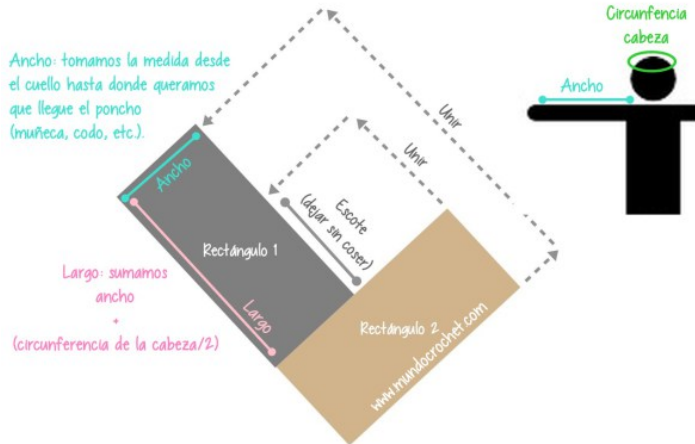 Circunfencia
cabeza
Ancho: tomamos la medida desde
el cuello hasta donde queramos
que llegue el poncho
(muñeca, codo, etc.).
Ancho
Unir
Unir
Ancho
Escote
(dejar sin coser)
Rectángulo 1
Largo: sumamos
ancho
+
(circunferencia de la cabeza/2)
Largo
Rectángulo 2
www.mundocrochet.com